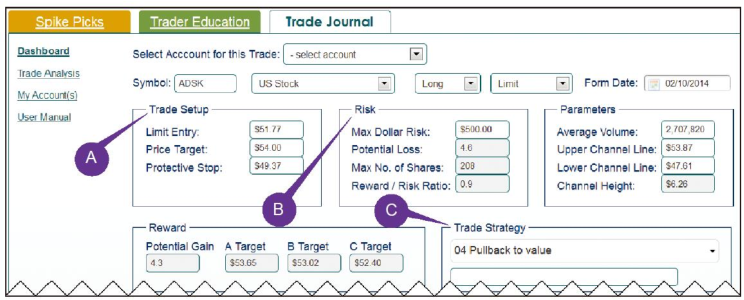 Spike Picks Trader Education Trade Journal
Dashboard
Trade Analysis
My Account(s)
User Manual
Select Acccount for this Trade: - select account
Symbol: ADSK US Stock Long Limit Form Date: 02/10/2014
Trade Setup
Limit Entry: $51.77
Price Target: $54.00
Protective Stop: $49.37
A
Risk
Max Dollar Risk: $500.00
Potential Loss: 4.6
Max No. of Shares: 208
Reward / Risk Ratio: 0.9
B
Parameters
Average Volume: 2,707,820
Upper Channel Line: $53.87
Lower Channel Line: $47.61
Channel Height: $6.26
Reward
Potential Gain A Target B Target C Target
4.3 $53.65 $53.02 $52.40
C
Trade Strategy
04 Pullback to value